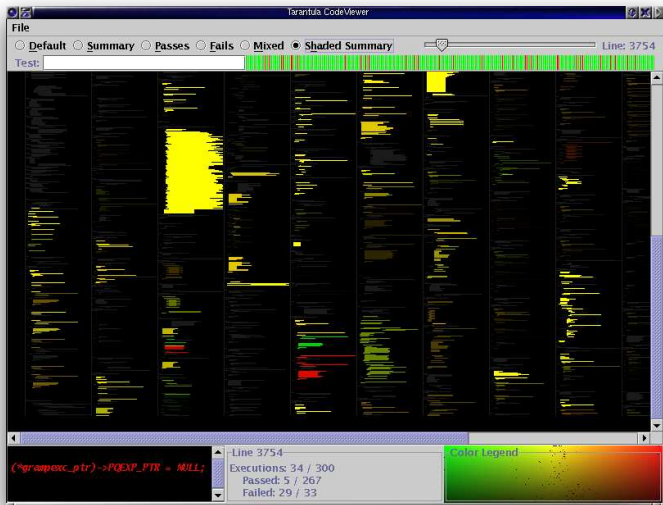 Tarantula CodeViewer
File
Default Summary Passes Fails Mixed Shaded Summary Line: 3754
Test:
Line 3754
Color Legend
(*grampexc_ptr)->PQEXP_PTR = NULL;
Executions: 34 / 300
Passed: 5 / 267
Failed: 29 / 33